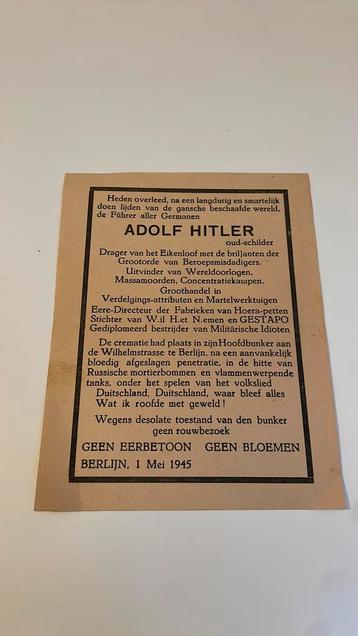 Heden overleed, na een langdurig en smartelijk
doen lijden van de gansche beschaafde wereld,
de Führer aller Germanen
ADOLF HITLER
oud-schilder
Drager van het Eikenloof met de briljanten der
Grootorde van Beroepsmisdadigers.
Uitvinder van Wereldoorlogen,
Massamoorden, Concentratiekampen.
Groothandel in
Verdelgings-attributen en Martelwerktuigen
Eere-Directeur der Fabrieken van Hoera-petten
Stichter van W.il H.et N.emen en GESTAPO
Gediplomeerd bestrijder van Militärische Idioten
De crematie had plaats in zijn Hoofdbunker aan
de Wilhelmstrasse te Berlijn, na een aanvankelijk
bloedig afgeslagen penetratie, in de hitte van
Russische mortierbommen en vlammenwerpende
tanks, onder het spelen van het volkslied
Duitschland, Duitschland, waar bleef alles
Wat ik roofde met geweld !
Wegens desolate toestand van den bunker
geen rouwbezoek
GEEN EERBETOON GEEN BLOEMEN
BERLIJN, 1 Mei 1945